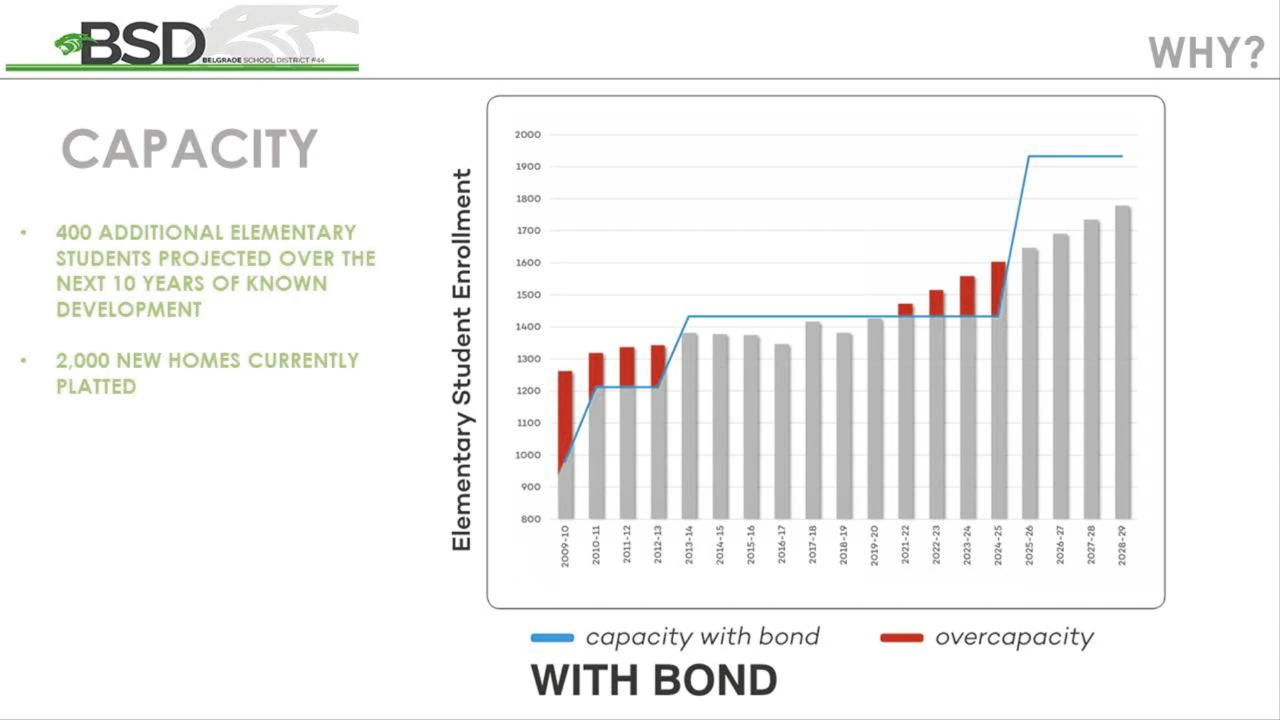 BSD
BELGRADE SCHOOL DISTRICT #44
WHY?
CAPACITY
• 400 ADDITIONAL ELEMENTARY
STUDENTS PROJECTED OVER THE
NEXT 10 YEARS OF KNOWN
DEVELOPMENT
• 2,000 NEW HOMES CURRENTLY
PLATTED
Elementary Student Enrollment
2000
1900
1800
1700
1600
1500
1400
1300
1200
1100
1000
900
800
2009-10
2010-11
2011-12
2012-13
2013-14
2014-15
2015-16
2016-17
2017-18
2018-19
2019-20
2021-22
2022-23
2023-24
2024-25
2025-26
2026-27
2027-28
2028-29
capacity with bond
overcapacity
WITH BOND